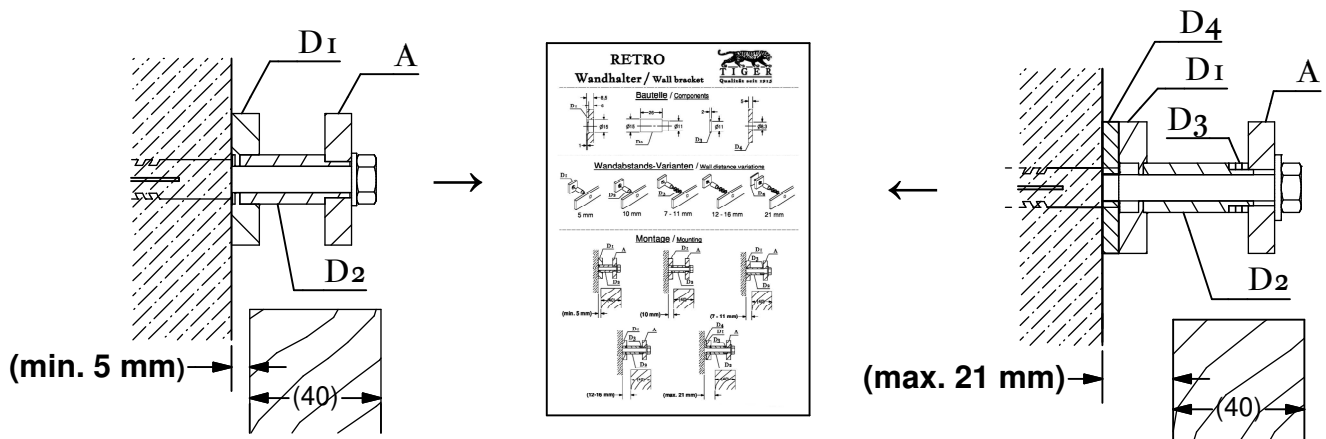 D1
A
D2
(min. 5 mm)
(40)
RETRO
Wandhalter / Wall bracket
TIGER
Qualität seit 1912
Bauteile / Components
D1
Wandabstands-Varianten / Wall distance variations
5 mm
10 mm
7 - 11 mm
12 - 16 mm
21 mm
Montage / Mounting
D1
A
D2
(min. 5 mm)
(10 mm)
(7 - 11 mm)
(12-16 mm)
(max. 21 mm)
D4
D1
A
D3
D2
(max. 21 mm)
(40)